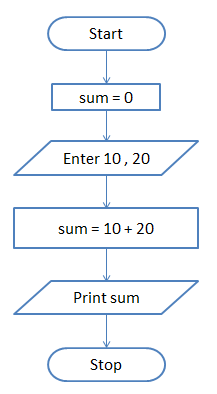 Start
sum = 0
Enter 10 , 20
sum = 10 + 20
Print sum
Stop